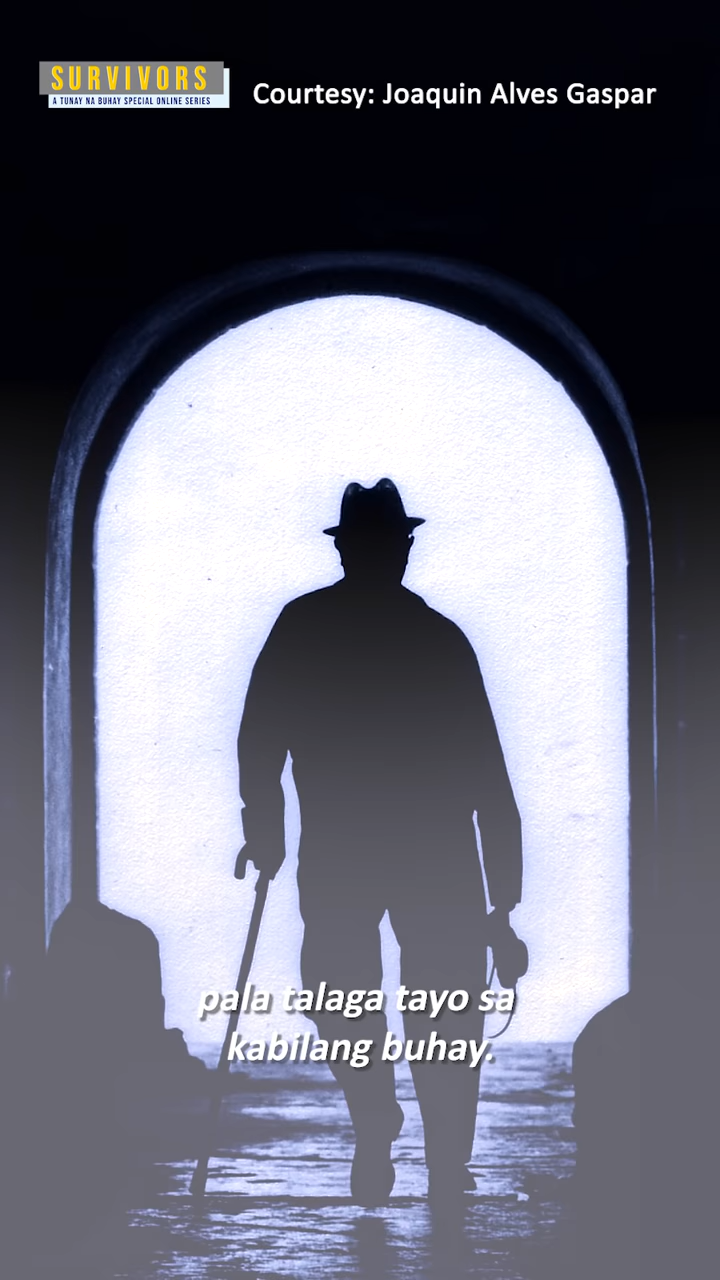 SURVIVORS
A TUNAY NA BUHAY SPECIAL ONLINE SERIES
Courtesy: Joaquin Alves Gaspar
pala talaga tayo sa
kabilang buhay.